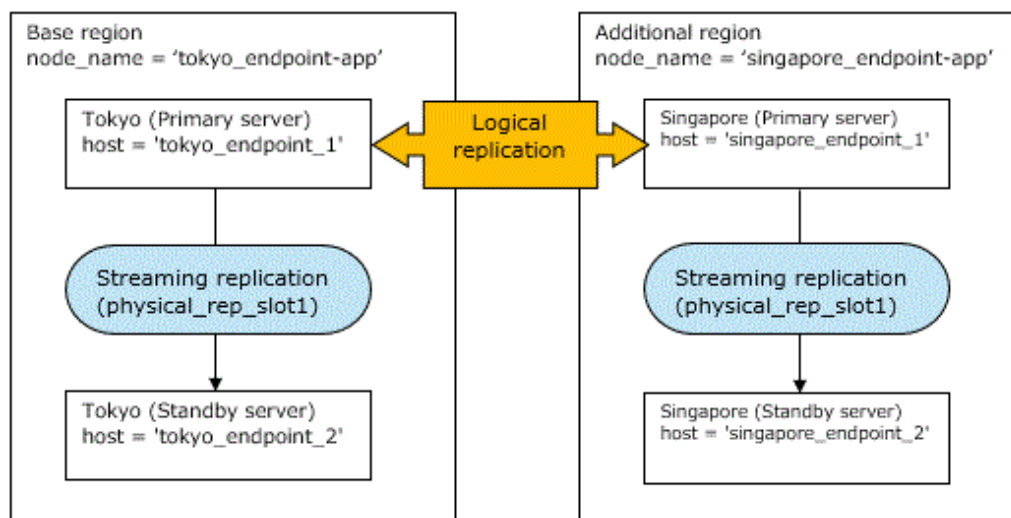 Base region
node_name = ‘tokyo_endpoint-app’
Tokyo (Primary server)
host = 'tokyo_endpoint_1'
Streaming replication
(physical_rep_slot1)
Tokyo (Standby server)
host = 'tokyo_endpoint_2'
Logical
replication
Additional region
node_name = ‘singapore_endpoint-app’
Singapore (Primary server)
host = 'singapore_endpoint_1'
Streaming replication
(physical_rep_slot1)
Singapore (Standby server)
host = 'singapore_endpoint_2'